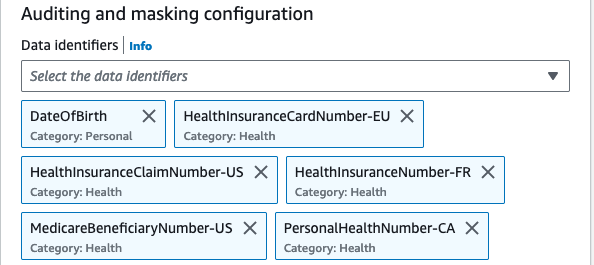 Auditing and masking configuration
Data identifiers | Info
Select the data identifiers
DateOfBirth
Category: Personal
HealthInsuranceCardNumber-EU
Category: Health
HealthInsuranceClaimNumber-US
Category: Health
HealthInsuranceNumber-FR
Category: Health
MedicareBeneficiaryNumber-US
Category: Health
PersonalHealthNumber-CA
Category: Health